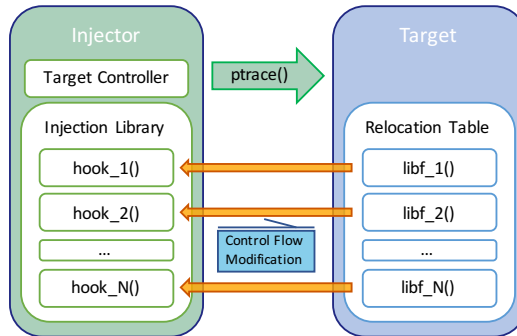 Injector
Target Controller
Injection Library
hook_1()
hook_2()
...
hook_N()
ptrace()
Control Flow
Modification
Target
Relocation Table
libf_1()
libf_2()
...
libf_N()